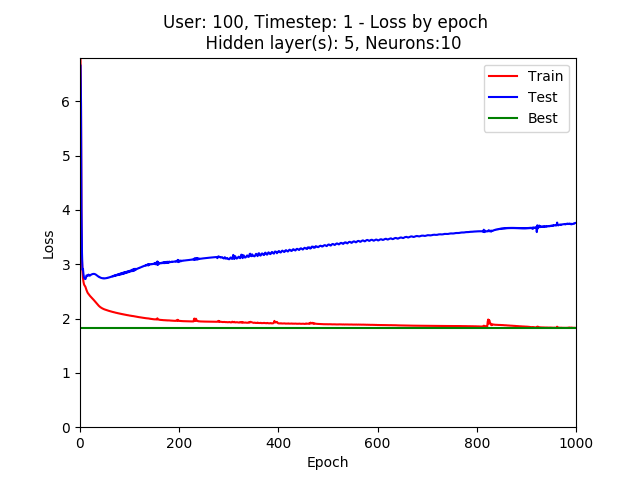 User: 100, Timestep: 1 - Loss by epoch
Hidden layer(s): 5, Neurons:10
Train
Test
Best
Loss
6
5
4
3
2
1
0
0 200 400 600 800 1000
Epoch